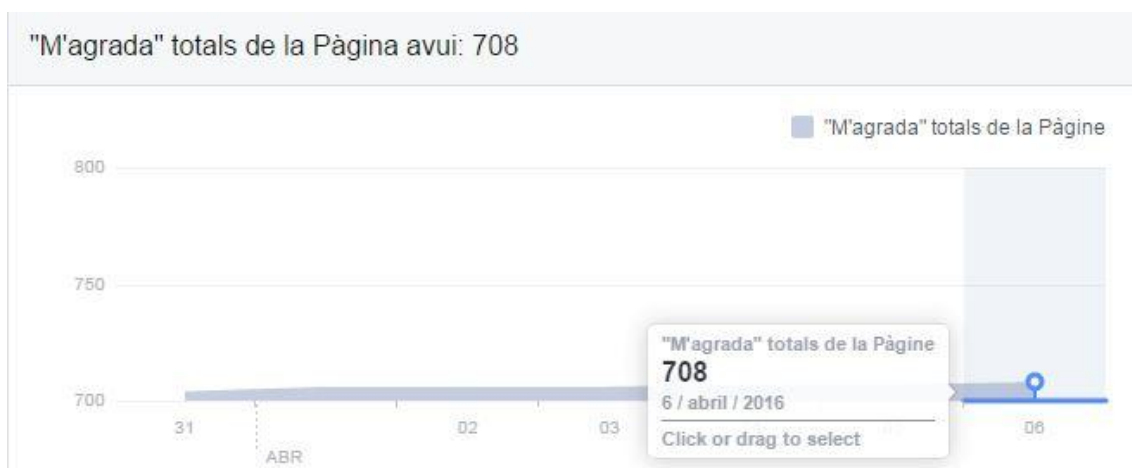 "M'agrada" totals de la Pàgina avui: 708
"M'agrada" totals de la Pàgine
800
750
700
"M'agrada" totals de la Pàgine
708
6 / abril / 2016
Click or drag to select
31
02
03
06
ABR